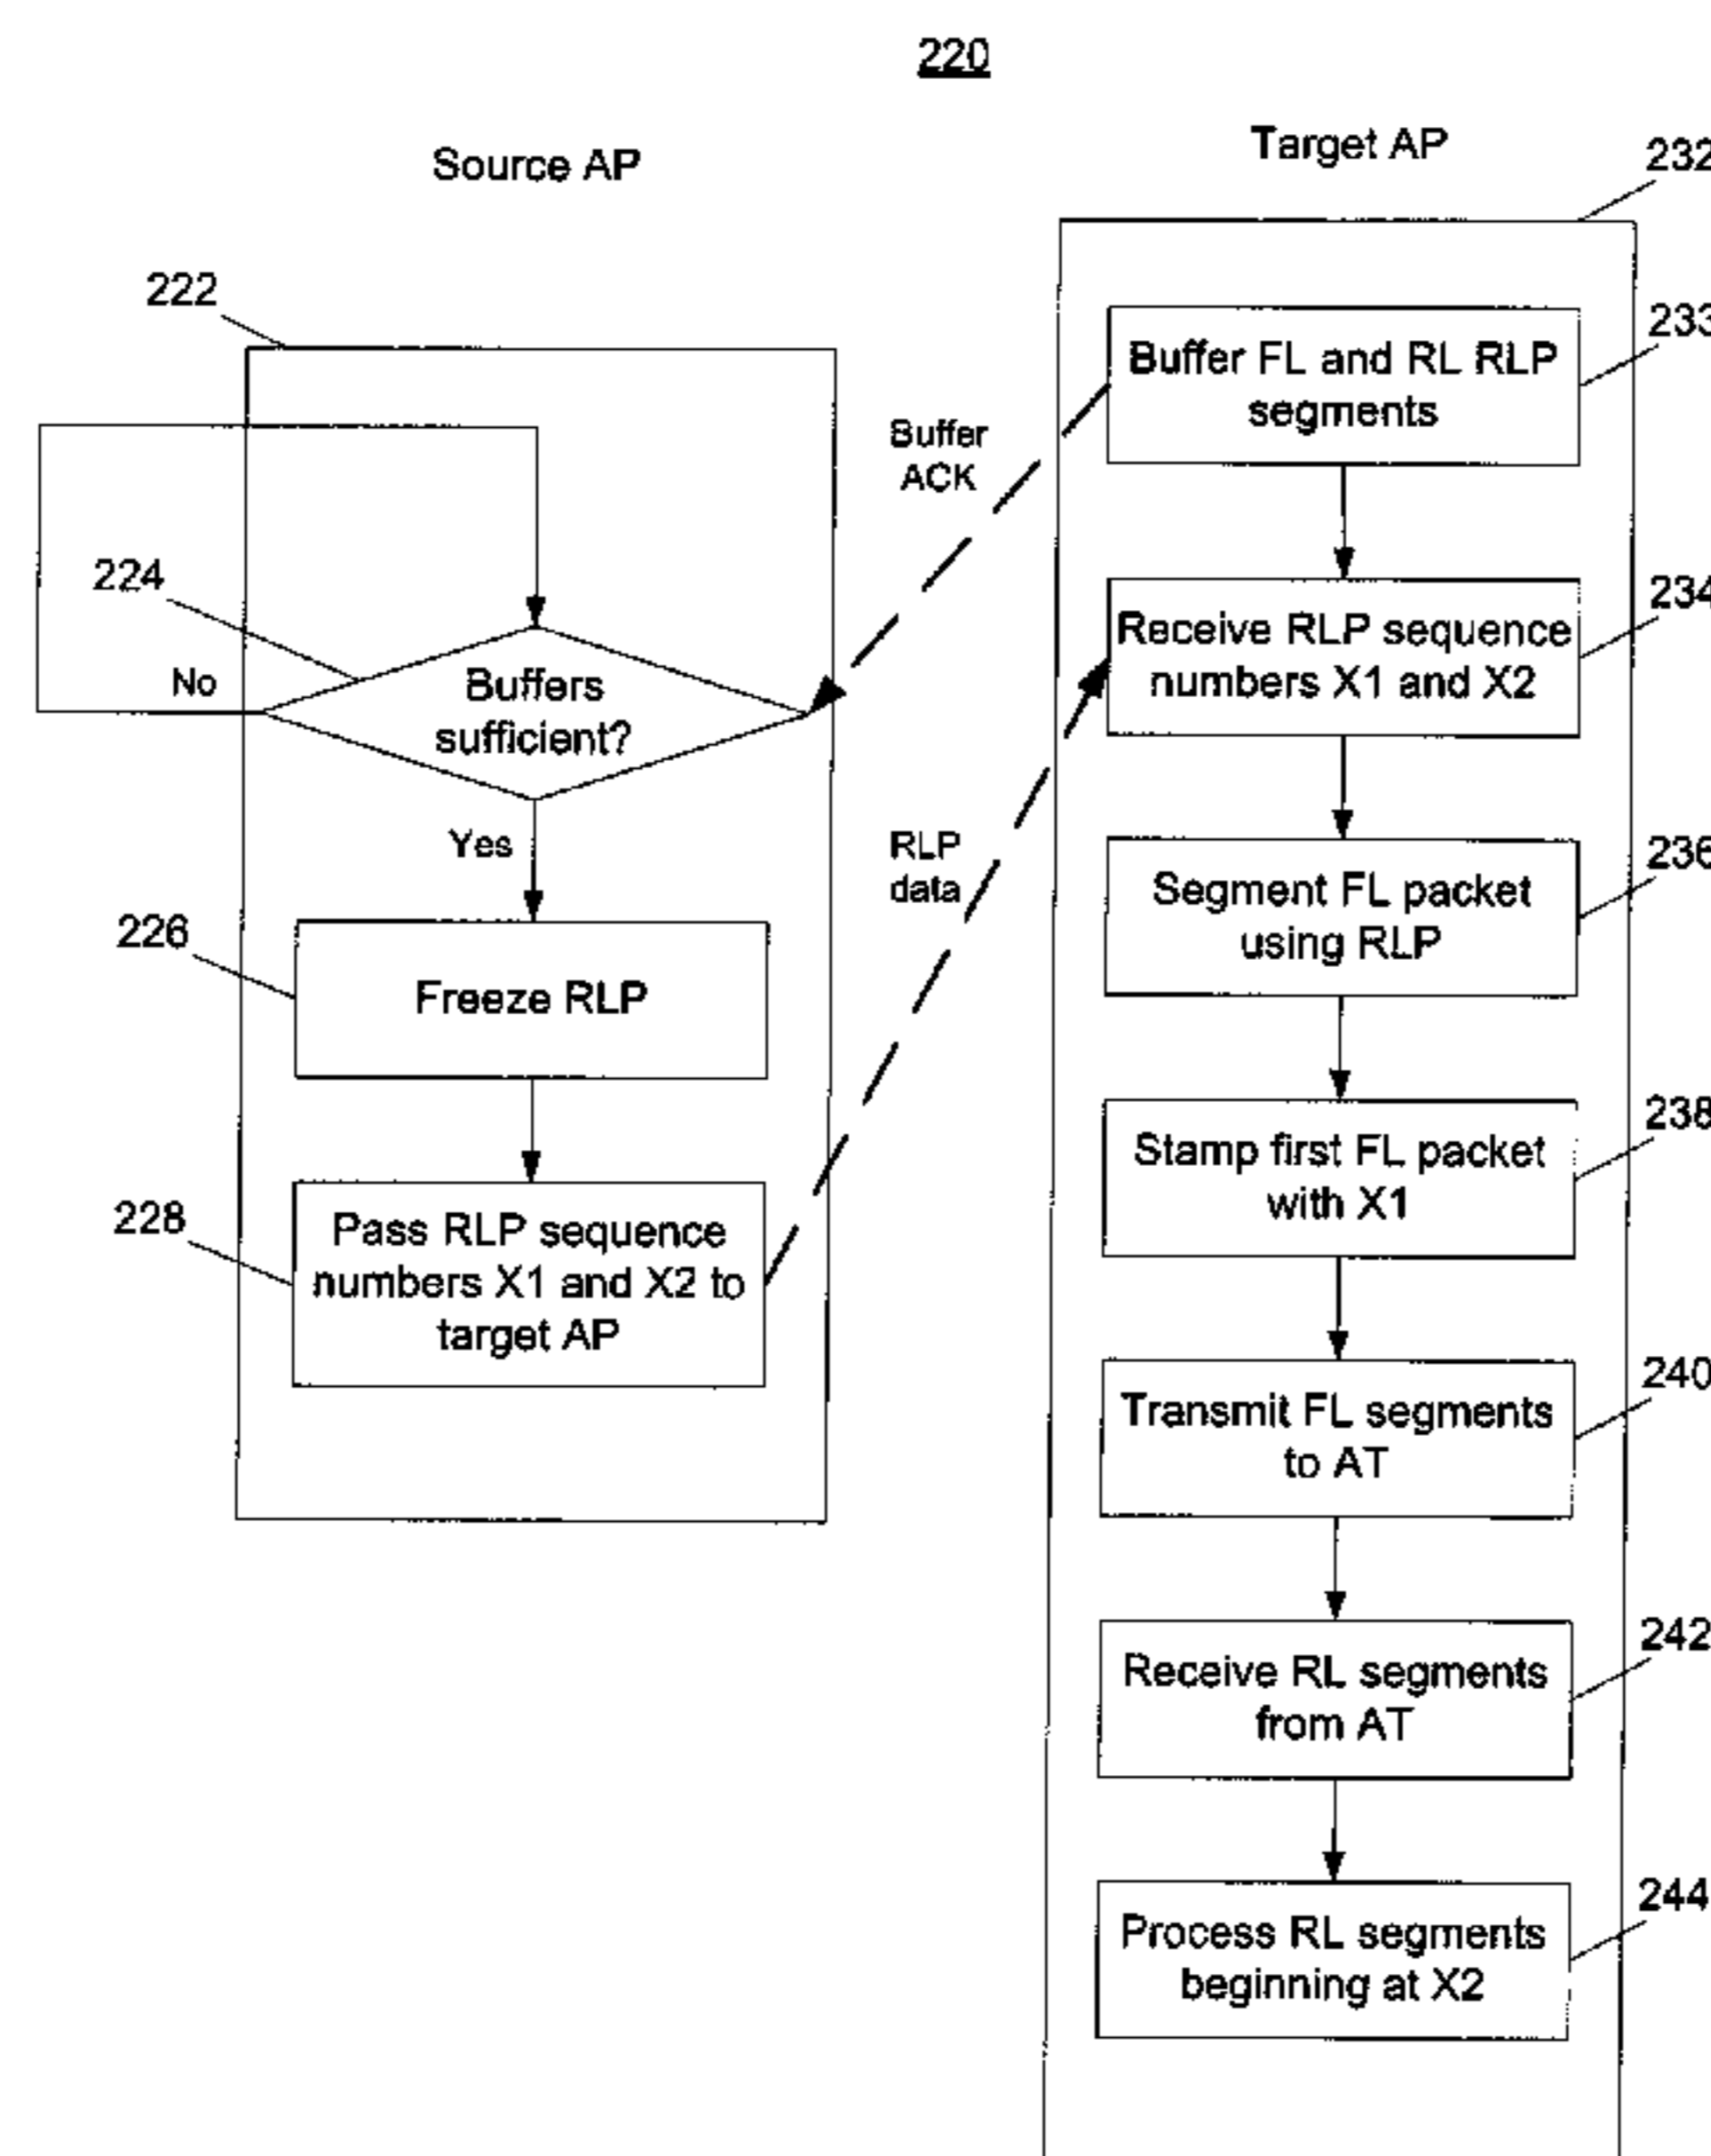 220
Source AP
Target AP
232
222
233
Buffer FL and RL RLP
segments
Buffer
ACK
224
234
Receive RLP sequence
numbers X1 and X2
No
Buffers
sufficient?
Yes
RLP
data
236
Segment FL packet
using RLP
226
Freeze RLP
238
Stamp first FL packet
with X1
228
Pass RLP sequence
numbers X1 and X2 to
target AP
240
Transmit FL segments
to AT
242
Receive RL segments
from AT
244
Process RL segments
beginning at X2